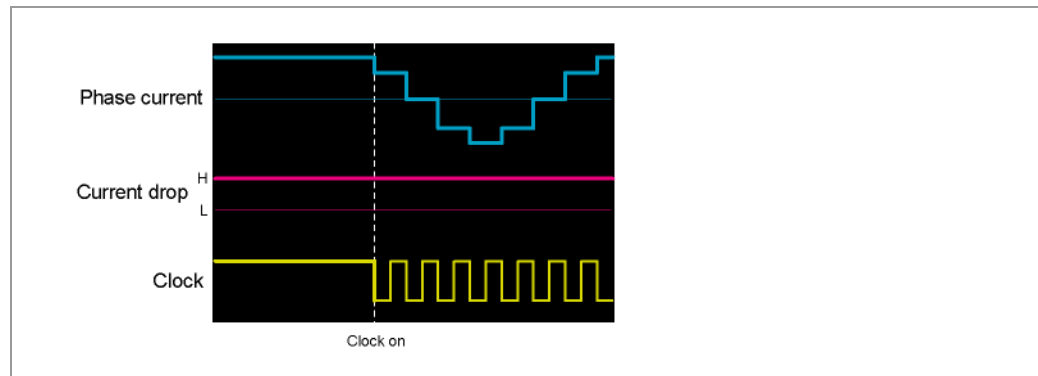 Phase current
H
Current drop
L
Clock
Clock on